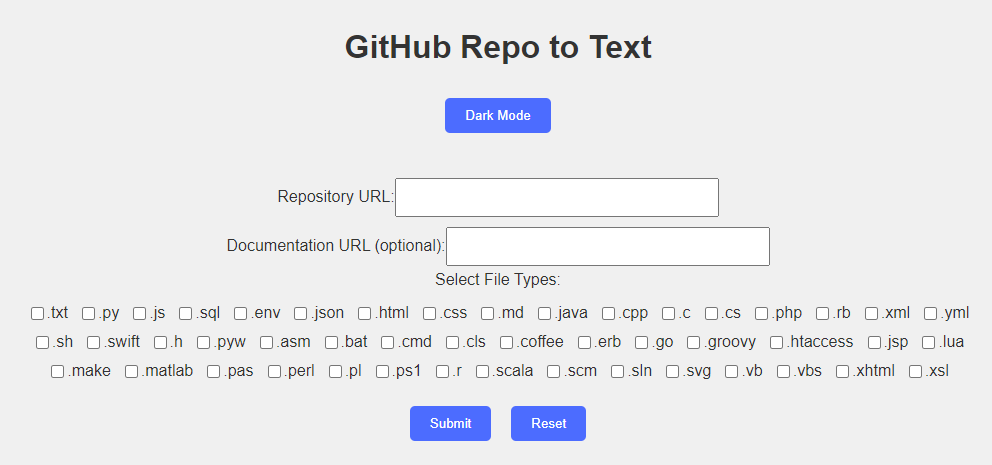 GitHub Repo to Text
Dark Mode
Repository URL:
Documentation URL (optional):
Select File Types:
.txt .py .js .sql .env .json .html .css .md .java .cpp .c .cs .php .rb .xml .yml
.sh .swift .h .pyw .asm .bat .cmd .cls .coffee .erb .go .groovy .htaccess .jsp .lua
.make .matlab .pas .perl .pl .ps1 .r .scala .scm .sln .svg .vb .vbs .xhtml .xsl
Submit Reset